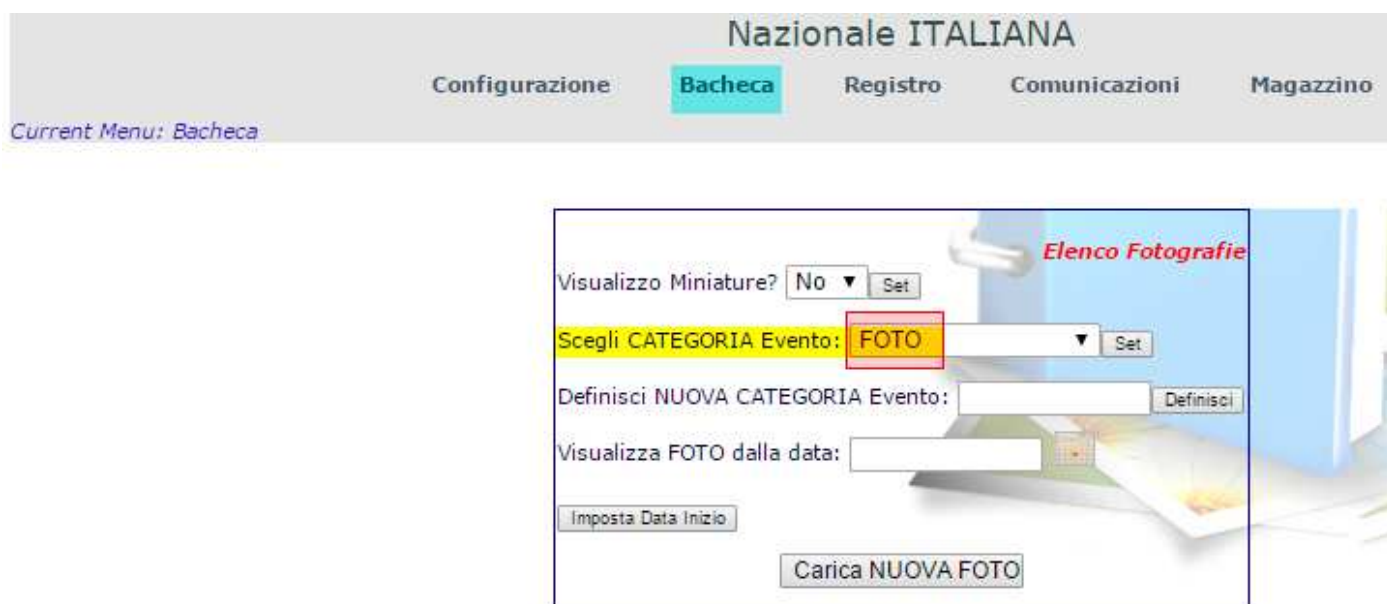 Nazionale ITALIANA
Configurazione Bacheca Registro Comunicazioni Magazzino
Current Menu: Bacheca
Elenco Fotografie
Visualizzo Miniature? No Set
Scegli CATEGORIA Evento: FOTO Set
Definisci NUOVA CATEGORIA Evento: Definisci
Visualizza FOTO dalla data:
Imposta Data Inizio
Carica NUOVA FOTO